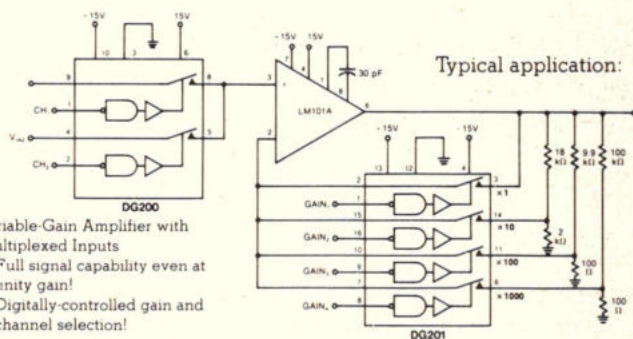 Typical application:
- 15V
15V
10
3
6
9
8
CH₁
1
V_IN2
4
5
CH₂
2
DG200
- 15V
15V
7
4
1
8
30 pF
3
-
LM101A
6
2
- 15V
- 15V
13
12
4
2
3
× 1
GAIN₁
1
15
14
× 10
GAIN₂
16
10
11
× 100
GAIN₃
9
7
6
× 1000
GAIN₄
8
DG201
18 kΩ
9.9 kΩ
100 kΩ
2 kΩ
100 Ω
100 Ω
riable-Gain Amplifier with
ltiplexed Inputs
Full signal capability even at
nity gain!
Digitally-controlled gain and
channel selection!